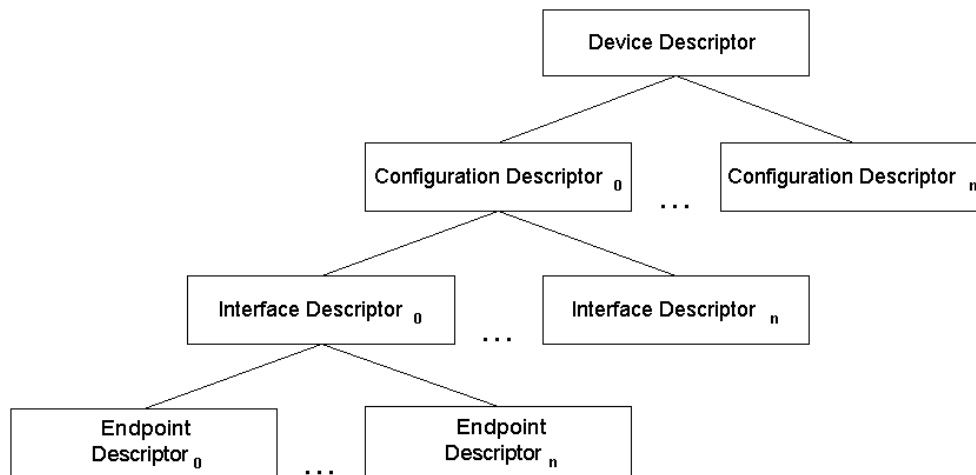 Device Descriptor
Configuration Descriptor 0
...
Configuration Descriptor n
Interface Descriptor 0
...
Interface Descriptor n
Endpoint
Descriptor 0
...
Endpoint
Descriptor n